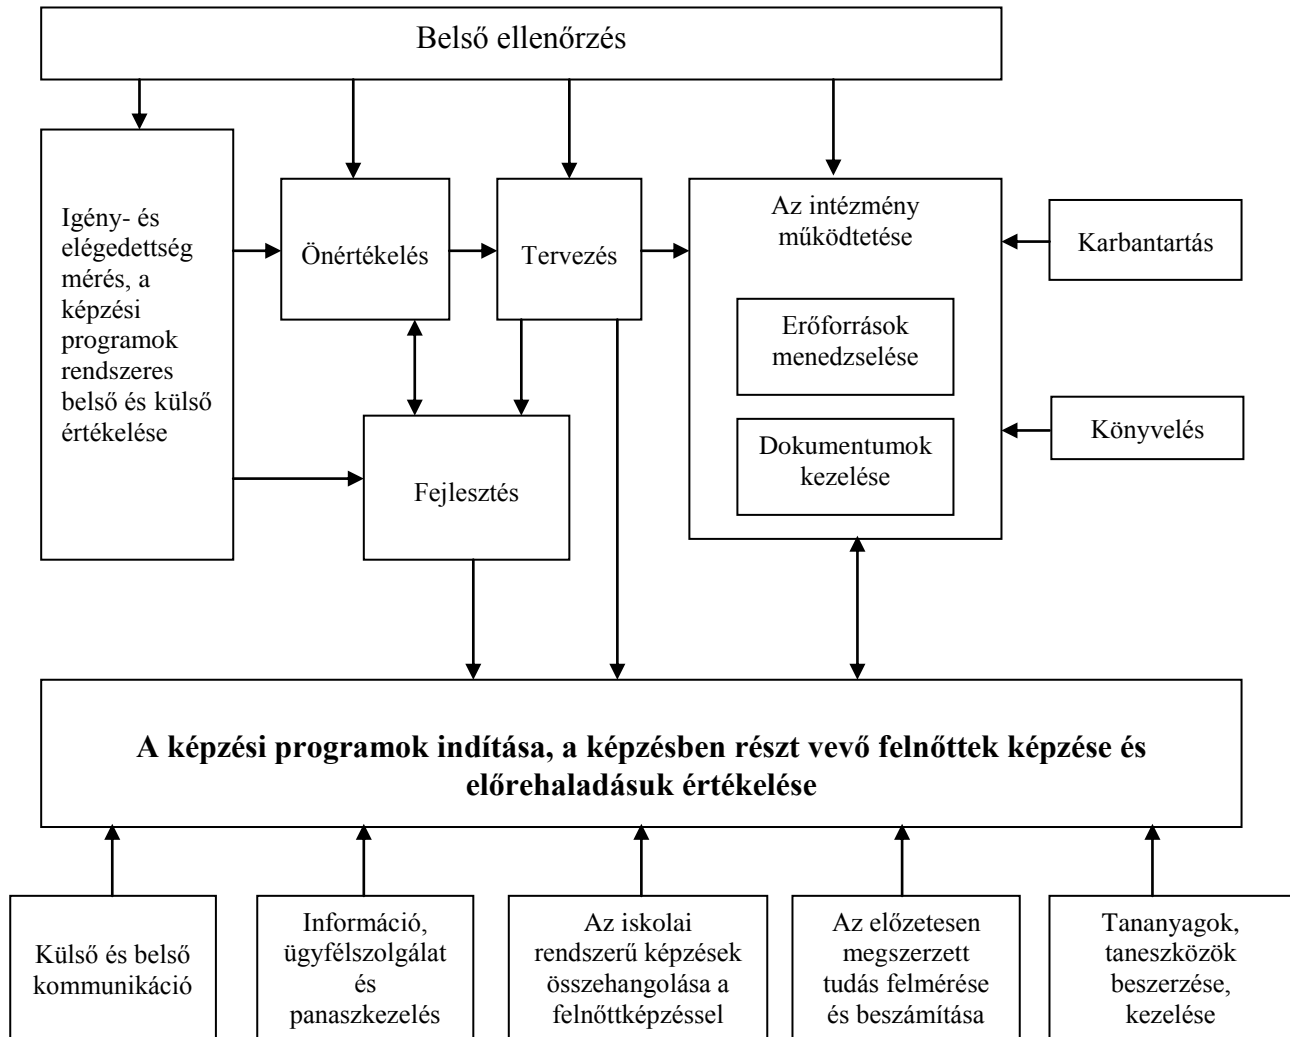 Belső ellenőrzés
Igény- és
elégedettség
mérés, a
képzési
programok
rendszeres
belső és külső
értékelése
Önértékelés
Tervezés
Az intézmény
működtetése
Erőforrások
menedzselése
Dokumentumok
kezelése
Karbantartás
Könyvelés
Fejlesztés
A képzési programok indítása, a képzésben részt vevő felnőttek képzése és
előrehaladásuk értékelése
Külső és belső
kommunikáció
Információ,
ügyfélszolgálat
és
panaszkezelés
Az iskolai
rendszerű képzések
összehangolása a
felnőttképzéssel
Az előzetesen
megszerzett
tudás felmérése
és beszámítása
Tananyagok,
taneszközök
beszerzése,
kezelése